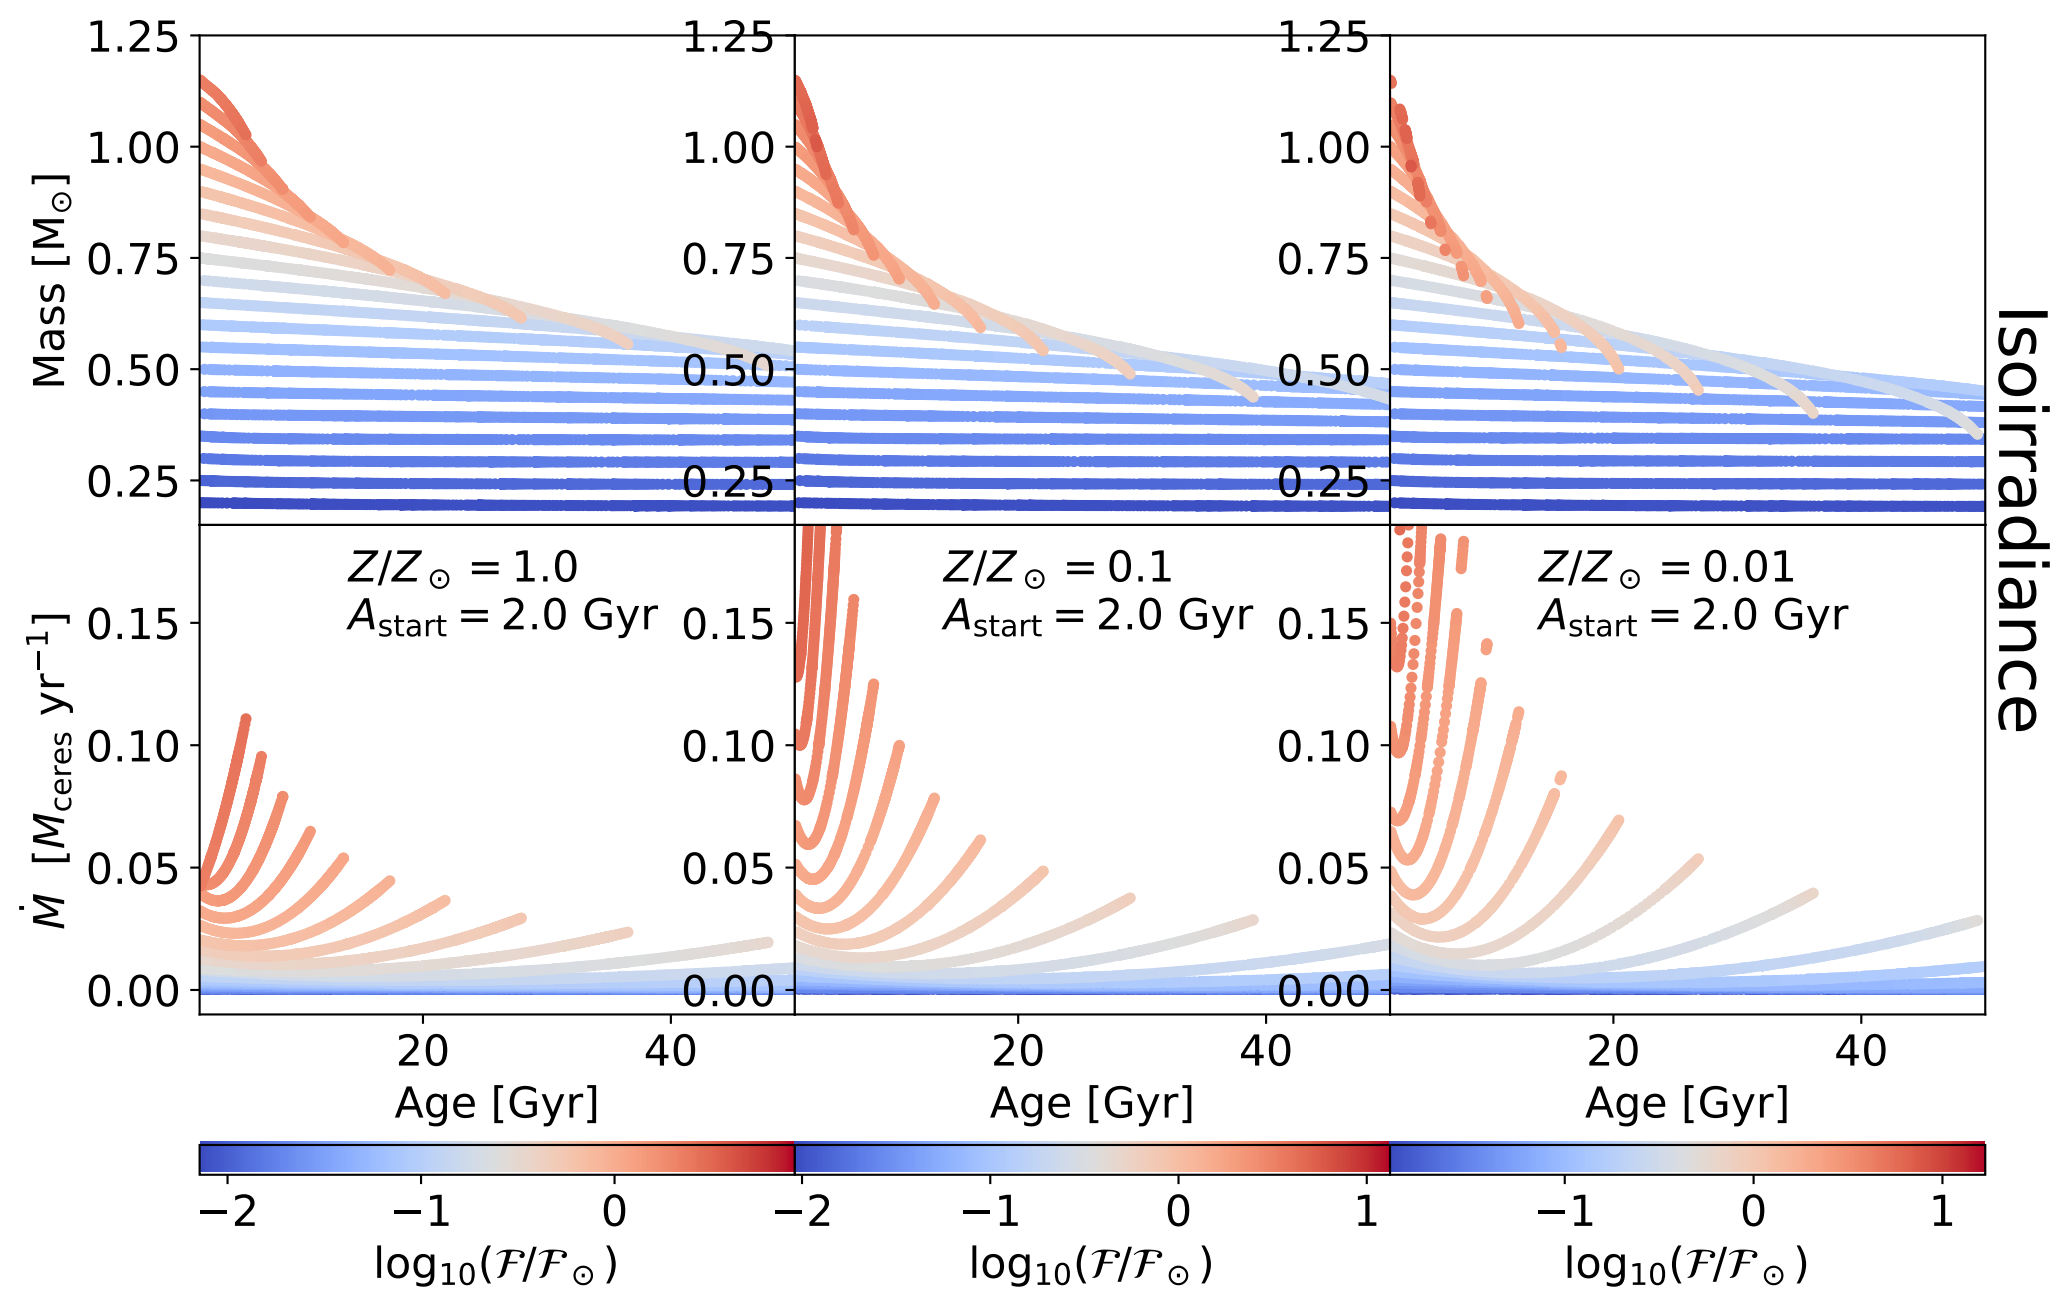 1.25 1.25 1.25
1.00 1.00 1.00
0.75 0.75 0.75
0.50 0.50 0.50
0.25 0.25 0.25
Mass [M⊙]
Isoirradiance
Z/Z⊙ = 1.0 Z/Z⊙ = 0.1 Z/Z⊙ = 0.01
A_start = 2.0 Gyr A_start = 2.0 Gyr A_start = 2.0 Gyr
0.15 0.15 0.15
0.10 0.10 0.10
0.05 0.05 0.05
0.00 0.00 0.00
Ṁ [M_ceres yr⁻¹]
20 40 20 40 20 40
Age [Gyr] Age [Gyr] Age [Gyr]
−2 −1 0 −2 −1 0 1 −1 0 1
log₁₀(ℱ/ℱ⊙) log₁₀(ℱ/ℱ⊙) log₁₀(ℱ/ℱ⊙)